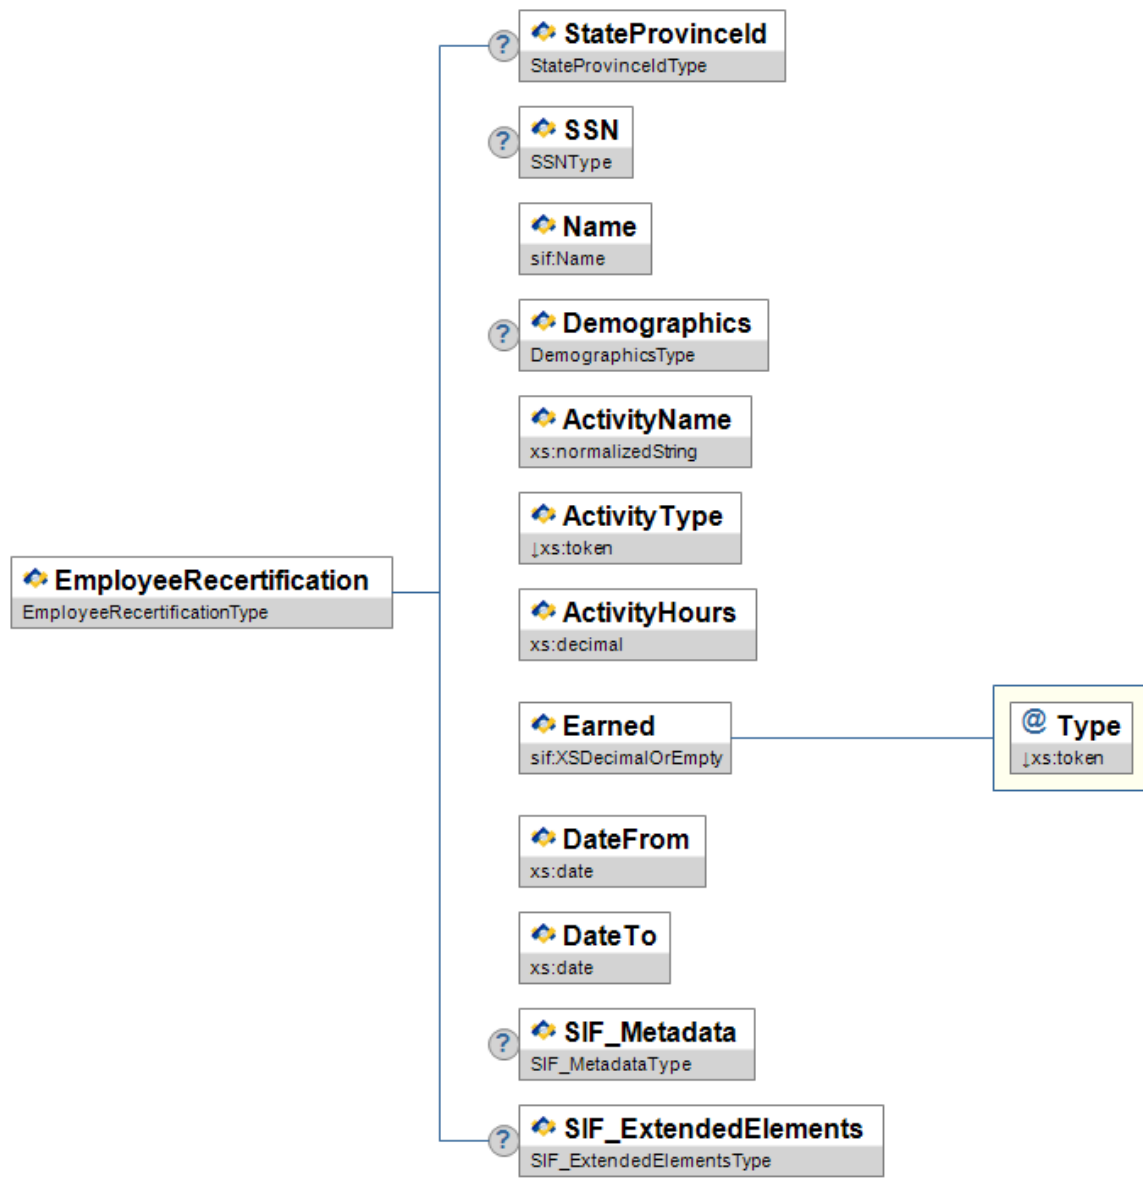 ? StateProvinceId
StateProvinceIdType
? SSN
SSNType
Name
sif:Name
? Demographics
DemographicsType
ActivityName
xs:normalizedString
ActivityType
↓xs:token
EmployeeRecertification
EmployeeRecertificationType
ActivityHours
xs:decimal
Earned
sif:XSDecimalOrEmpty
@ Type
↓xs:token
DateFrom
xs:date
DateTo
xs:date
? SIF_Metadata
SIF_MetadataType
? SIF_ExtendedElements
SIF_ExtendedElementsType